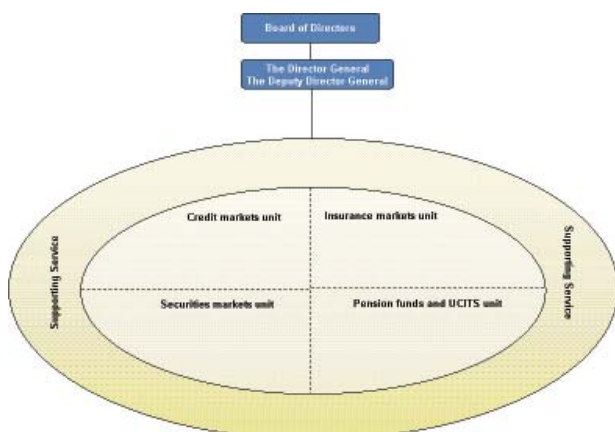 Board of Directors
The Director General
The Deputy Director General
Credit markets unit
Insurance markets unit
Supporting Service
Supporting Service
Securities markets unit
Pension funds and UCITS unit